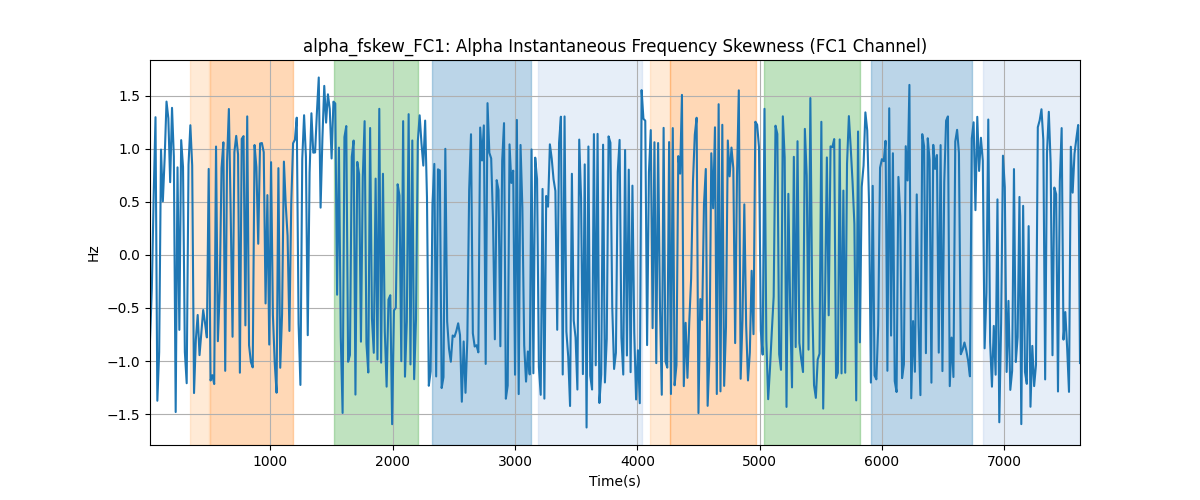 alpha_fskew_FC1: Alpha Instantaneous Frequency Skewness (FC1 Channel)
Hz
1.5
1.0
0.5
0.0
−0.5
−1.0
−1.5
1000 2000 3000 4000 5000 6000 7000
Time(s)